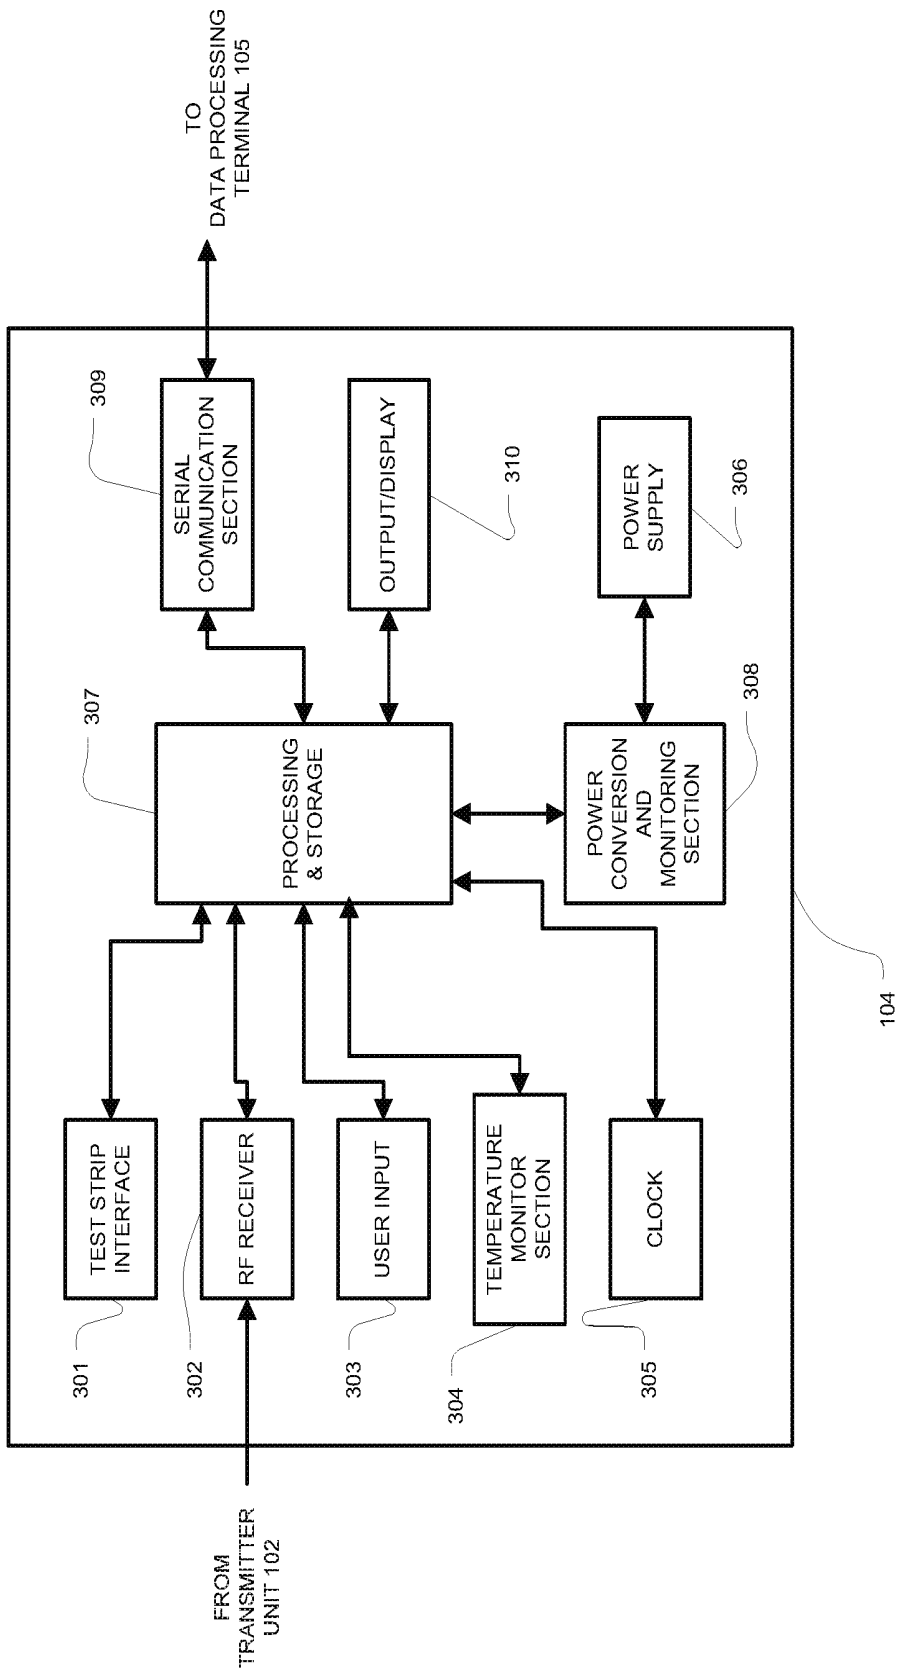 301
TEST STRIP
INTERFACE
302
RF RECEIVER
303
USER INPUT
304
TEMPERATURE
MONITOR
SECTION
305
CLOCK
FROM
TRANSMITTER
UNIT 102
307
PROCESSING
& STORAGE
309
SERIAL
COMMUNICATION
SECTION
TO
DATA PROCESSING
TERMINAL 105
OUTPUT/DISPLAY
310
POWER
SUPPLY
306
POWER
CONVERSION
AND
MONITORING
SECTION
308
104